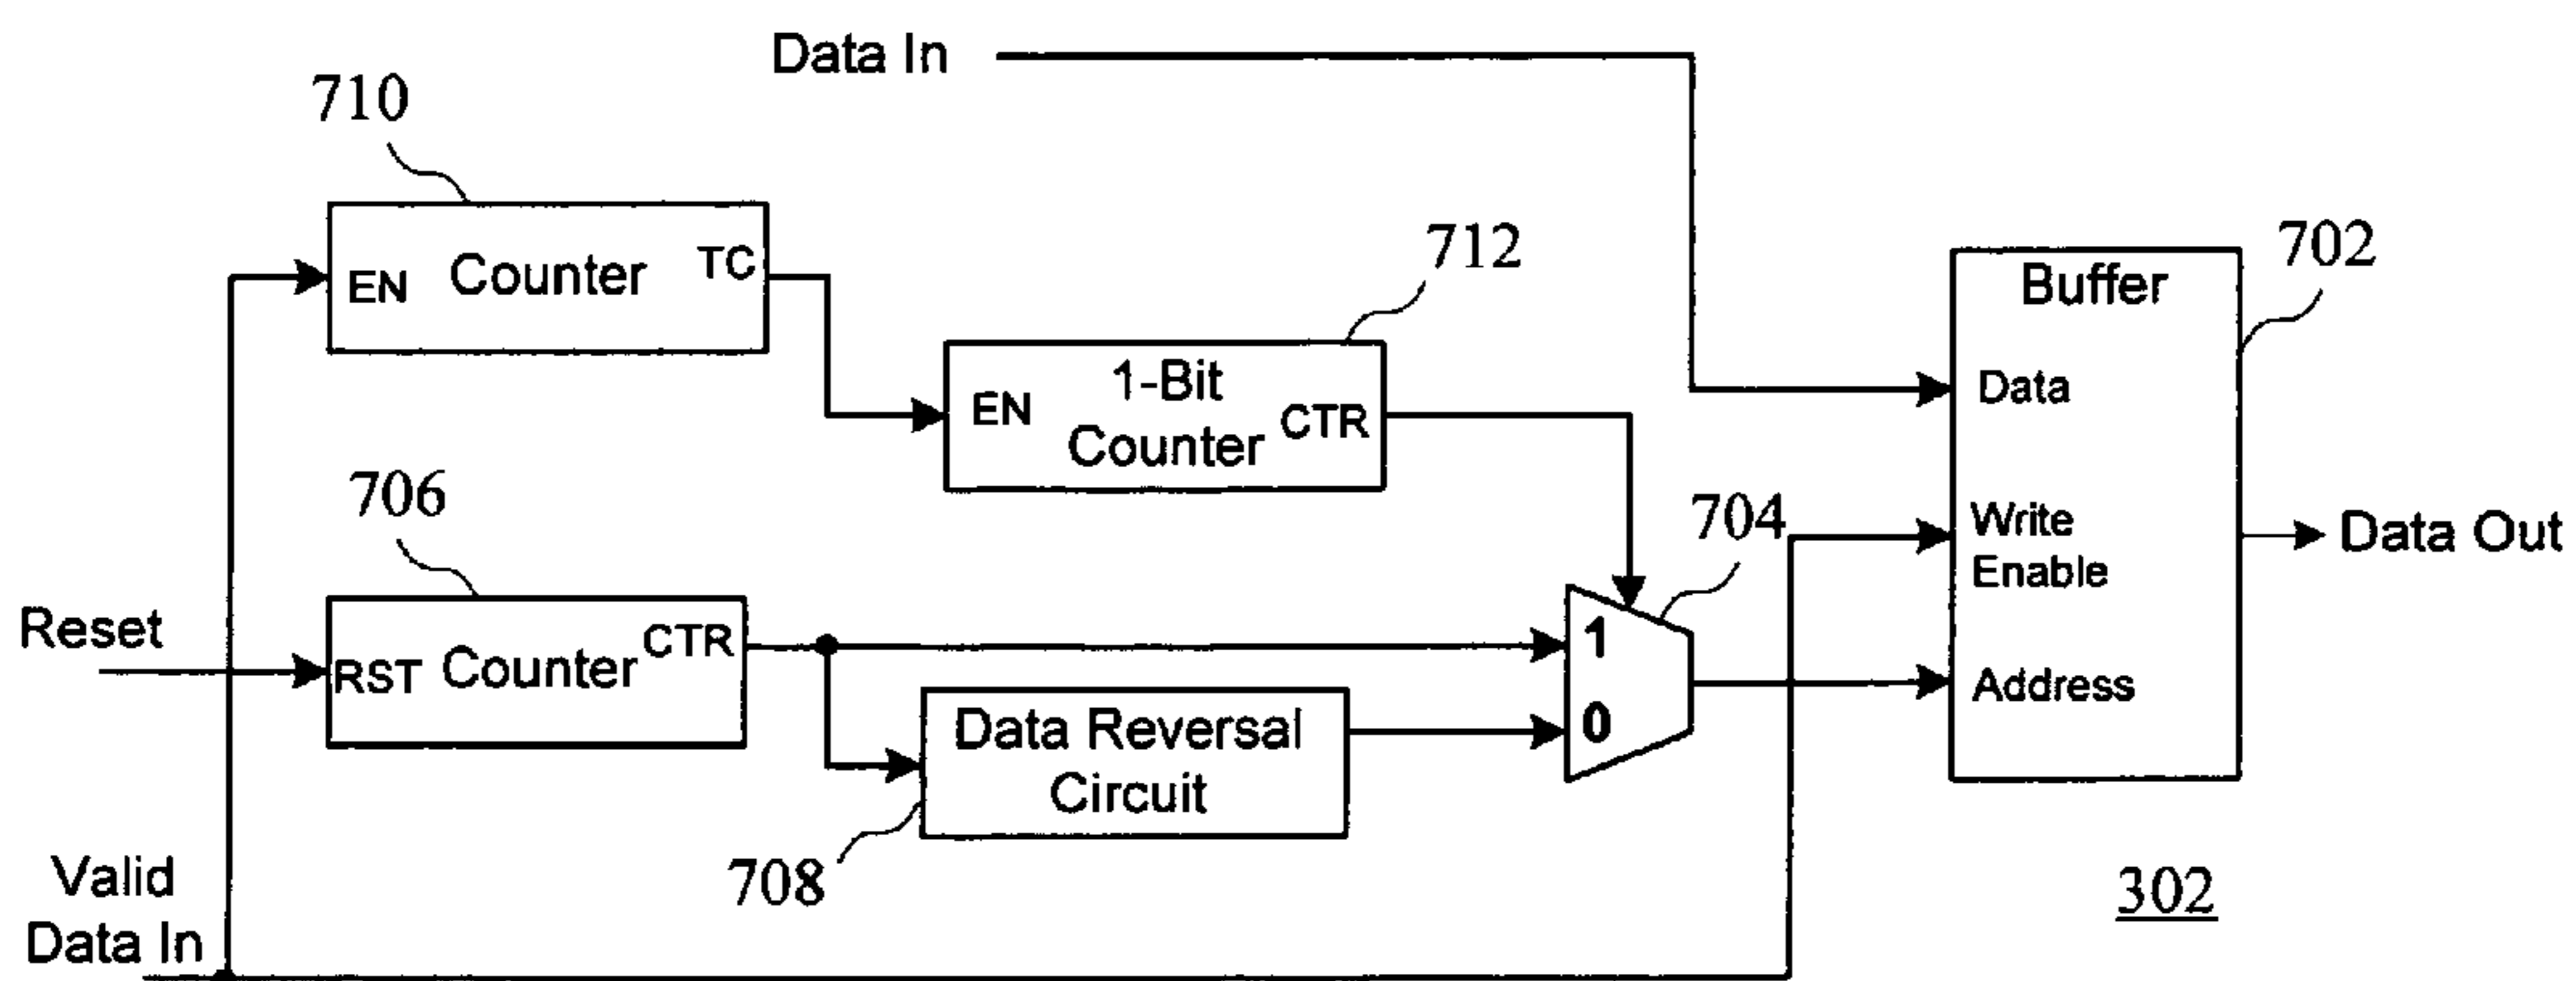 Data In
710
EN Counter TC
712
702
Buffer
1-Bit
EN Counter CTR
Data
706
704
Write
Enable
Data Out
Reset
RST Counter CTR
1
Address
Data Reversal
Circuit
0
708
Valid
Data In
302